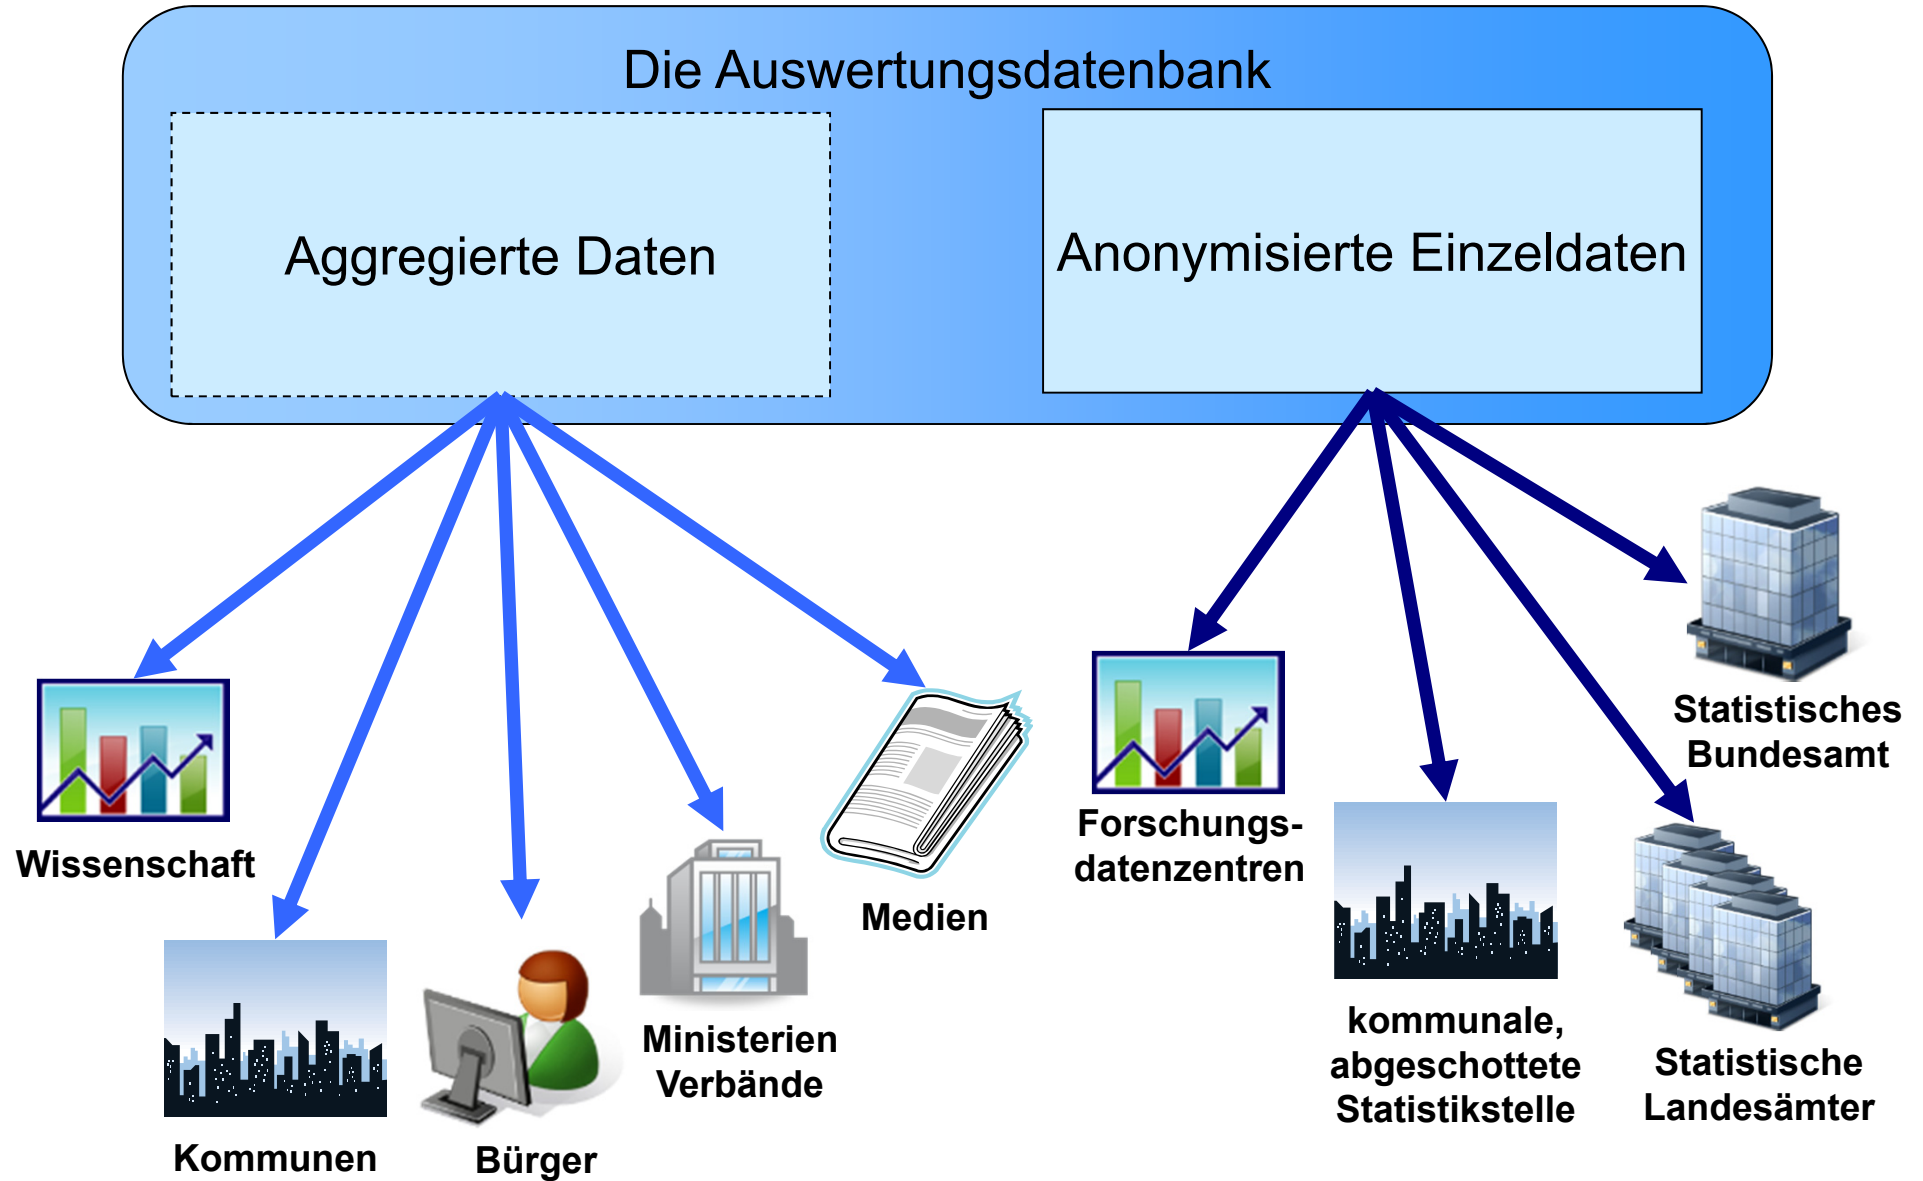 Die Auswertungsdatenbank
Aggregierte Daten
Anonymisierte Einzeldaten
Wissenschaft
Kommunen
Bürger
Ministerien
Verbände
Medien
Forschungs-
datenzentren
kommunale,
abgeschottete
Statistikstelle
Statistische
Landesämter
Statistisches
Bundesamt